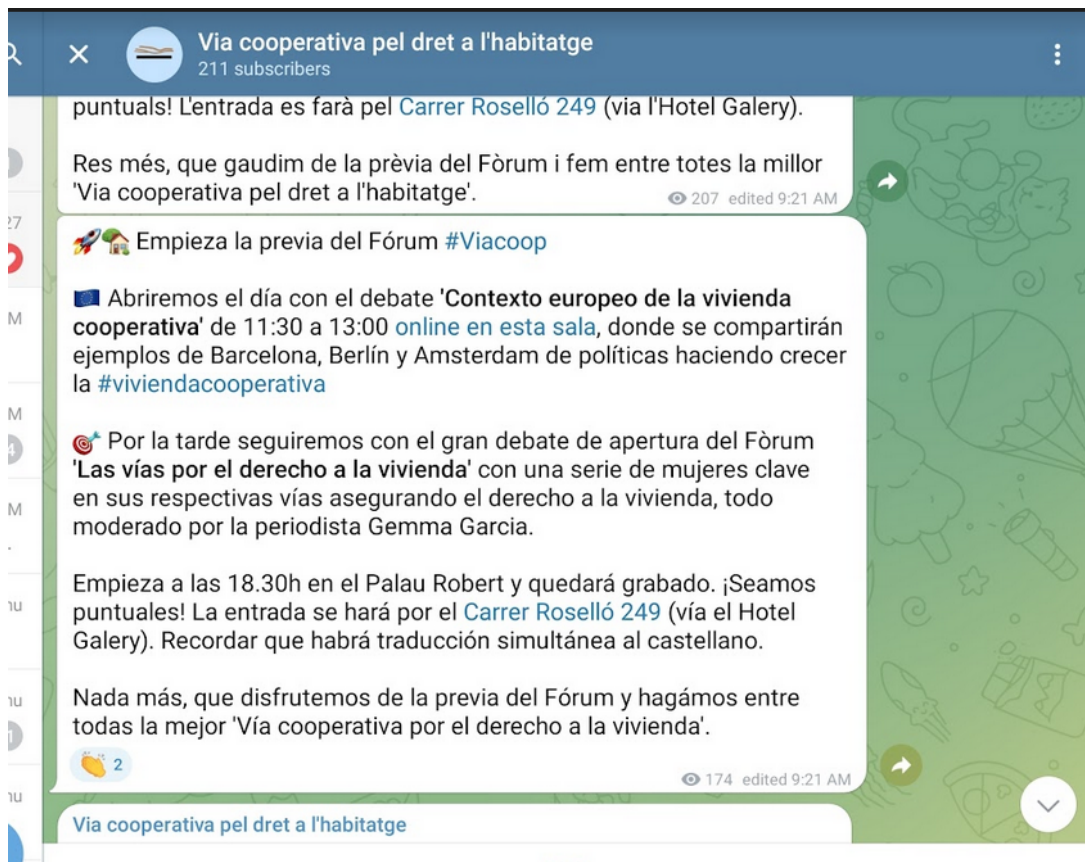 Via cooperativa pel dret a l'habitatge
211 subscribers
puntuals! L'entrada es farà pel Carrer Roselló 249 (via l'Hotel Galery).
Res més, que gaudim de la prèvia del Fòrum i fem entre totes la millor
'Via cooperativa pel dret a l'habitatge'.
207 edited 9:21 AM
🚀🏡 Empieza la previa del Fórum #Viacoop
🇪🇺 Abriremos el día con el debate 'Contexto europeo de la vivienda
cooperativa' de 11:30 a 13:00 online en esta sala, donde se compartirán
ejemplos de Barcelona, Berlín y Amsterdam de políticas haciendo crecer
la #viviendacooperativa
🎯 Por la tarde seguiremos con el gran debate de apertura del Fòrum
'Las vías por el derecho a la vivienda' con una serie de mujeres clave
en sus respectivas vías asegurando el derecho a la vivienda, todo
moderado por la periodista Gemma Garcia.
Empieza a las 18.30h en el Palau Robert y quedará grabado. ¡Seamos
puntuales! La entrada se hará por el Carrer Roselló 249 (vía el Hotel
Galery). Recordar que habrá traducción simultánea al castellano.
Nada más, que disfrutemos de la previa del Fórum y hagámos entre
todas la mejor 'Vía cooperativa por el derecho a la vivienda'.
👏 2
174 edited 9:21 AM
Via cooperativa pel dret a l'habitatge